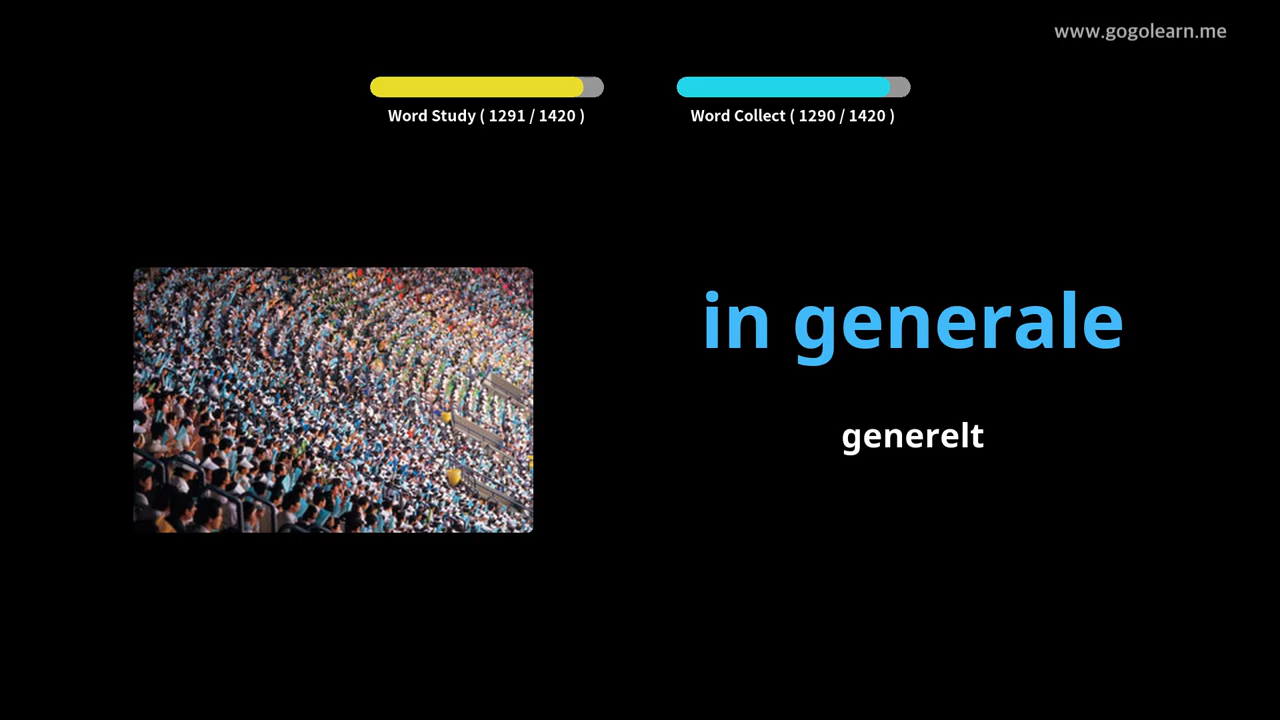 www.gogolearn.me
Word Study ( 1291 / 1420 )
Word Collect ( 1290 / 1420 )
in generale
generelt